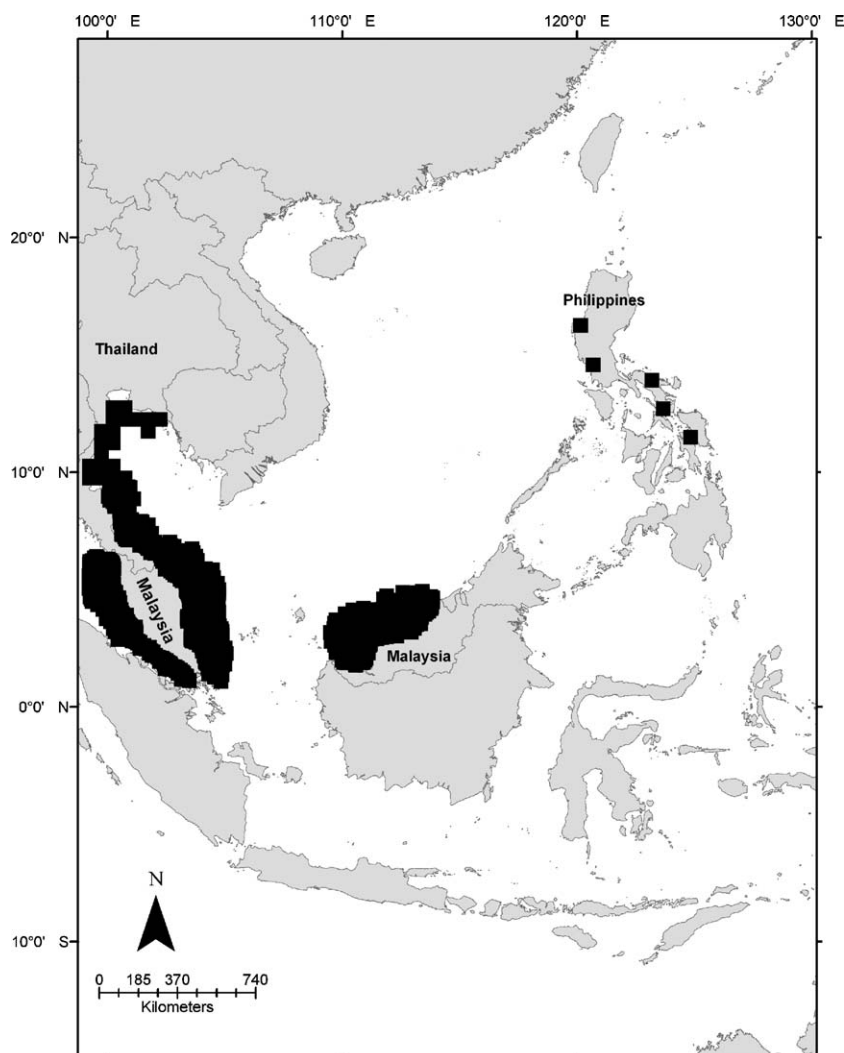 100°0' E 110°0' E 120°0' E 130°0' E
20°0' N
Philippines
Thailand
10°0' N
Malaysia
Malaysia
0°0' N
N
10°0' S
0 185 370 740
Kilometers